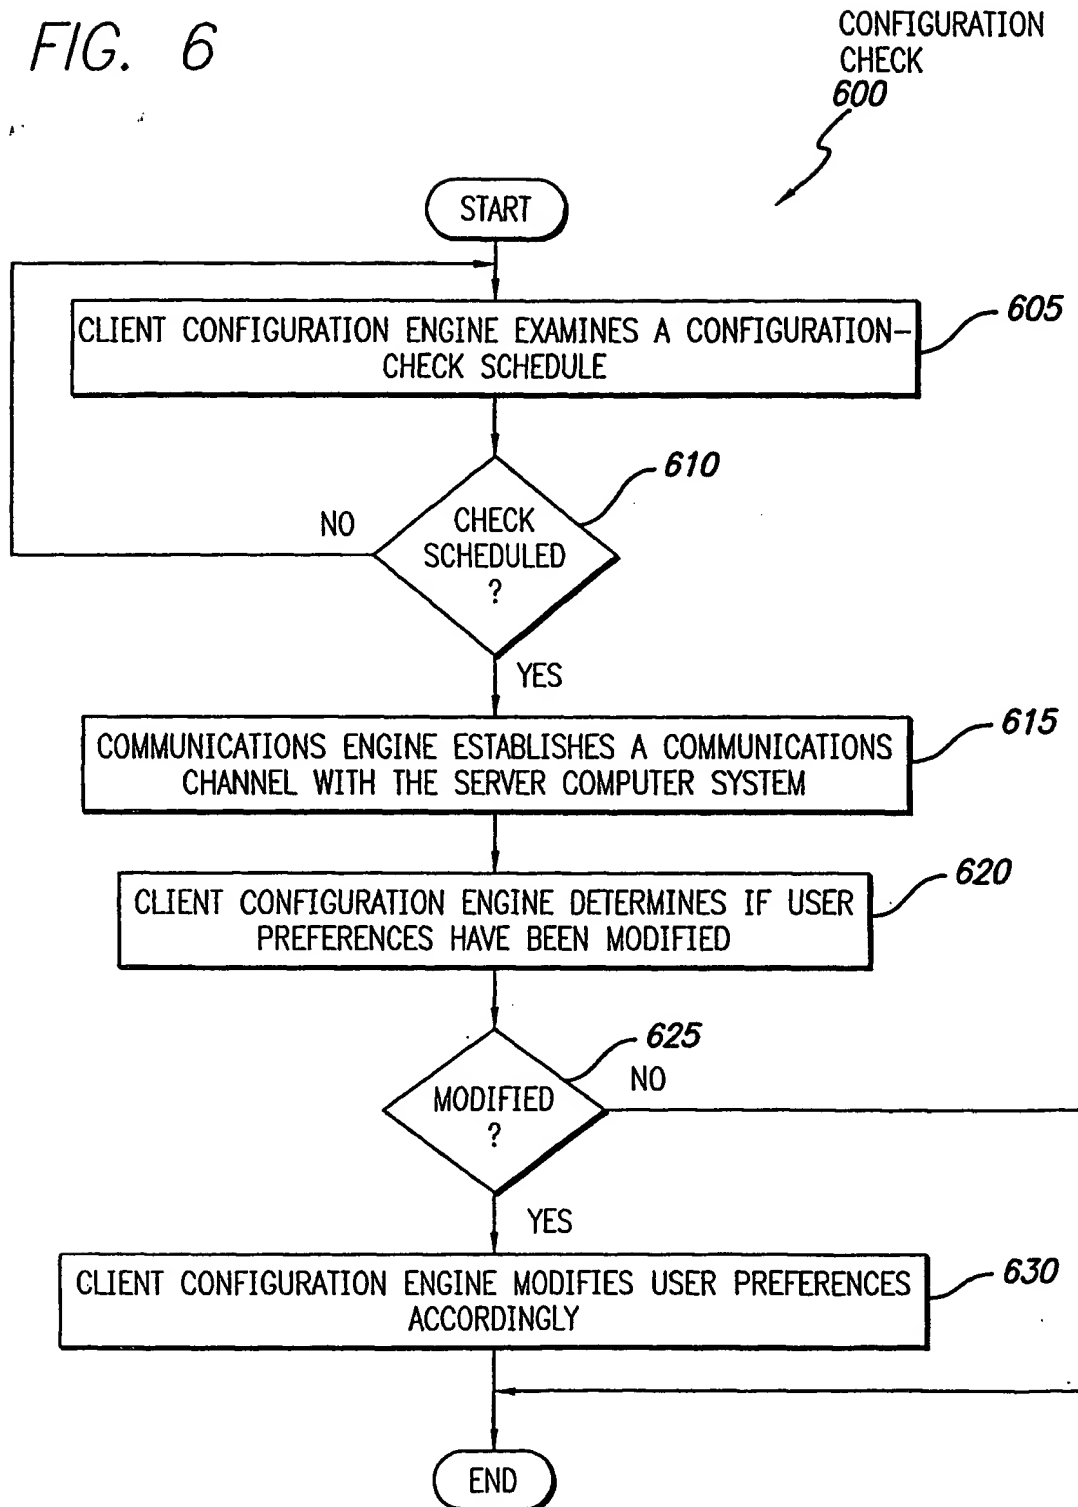 FIG. 6
CONFIGURATION
CHECK
600
START
CLIENT CONFIGURATION ENGINE EXAMINES A CONFIGURATION-
CHECK SCHEDULE
605
610
NO
CHECK
SCHEDULED
?
YES
COMMUNICATIONS ENGINE ESTABLISHES A COMMUNICATIONS
CHANNEL WITH THE SERVER COMPUTER SYSTEM
615
CLIENT CONFIGURATION ENGINE DETERMINES IF USER
PREFERENCES HAVE BEEN MODIFIED
620
625
NO
MODIFIED
?
YES
CLIENT CONFIGURATION ENGINE MODIFIES USER PREFERENCES
ACCORDINGLY
630
END